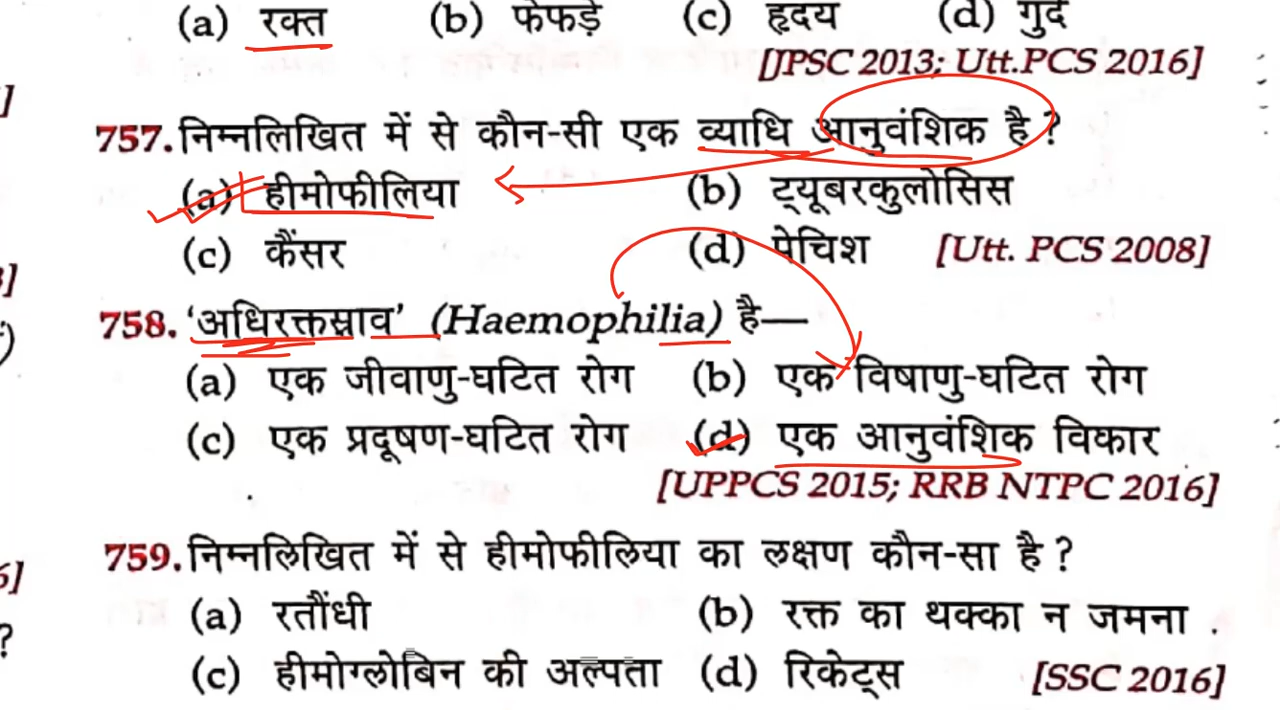 (a) रक्त (b) फेफड़े (c) हृदय (d) गुर्दे
[JPSC 2013; Utt.PCS 2016]
757. निम्नलिखित में से कौन-सी एक व्याधि आनुवंशिक है ?
(a) हीमोफीलिया (b) ट्यूबरकुलोसिस
(c) कैंसर (d) पेचिश [Utt. PCS 2008]
758. 'अधिरक्तस्राव' (Haemophilia) है—
(a) एक जीवाणु-घटित रोग (b) एक विषाणु-घटित रोग
(c) एक प्रदूषण-घटित रोग (d) एक आनुवंशिक विकार
[UPPCS 2015; RRB NTPC 2016]
759. निम्नलिखित में से हीमोफीलिया का लक्षण कौन-सा है ?
(a) रतौंधी (b) रक्त का थक्का न जमना
(c) हीमोग्लोबिन की अल्पता (d) रिकेट्स [SSC 2016]